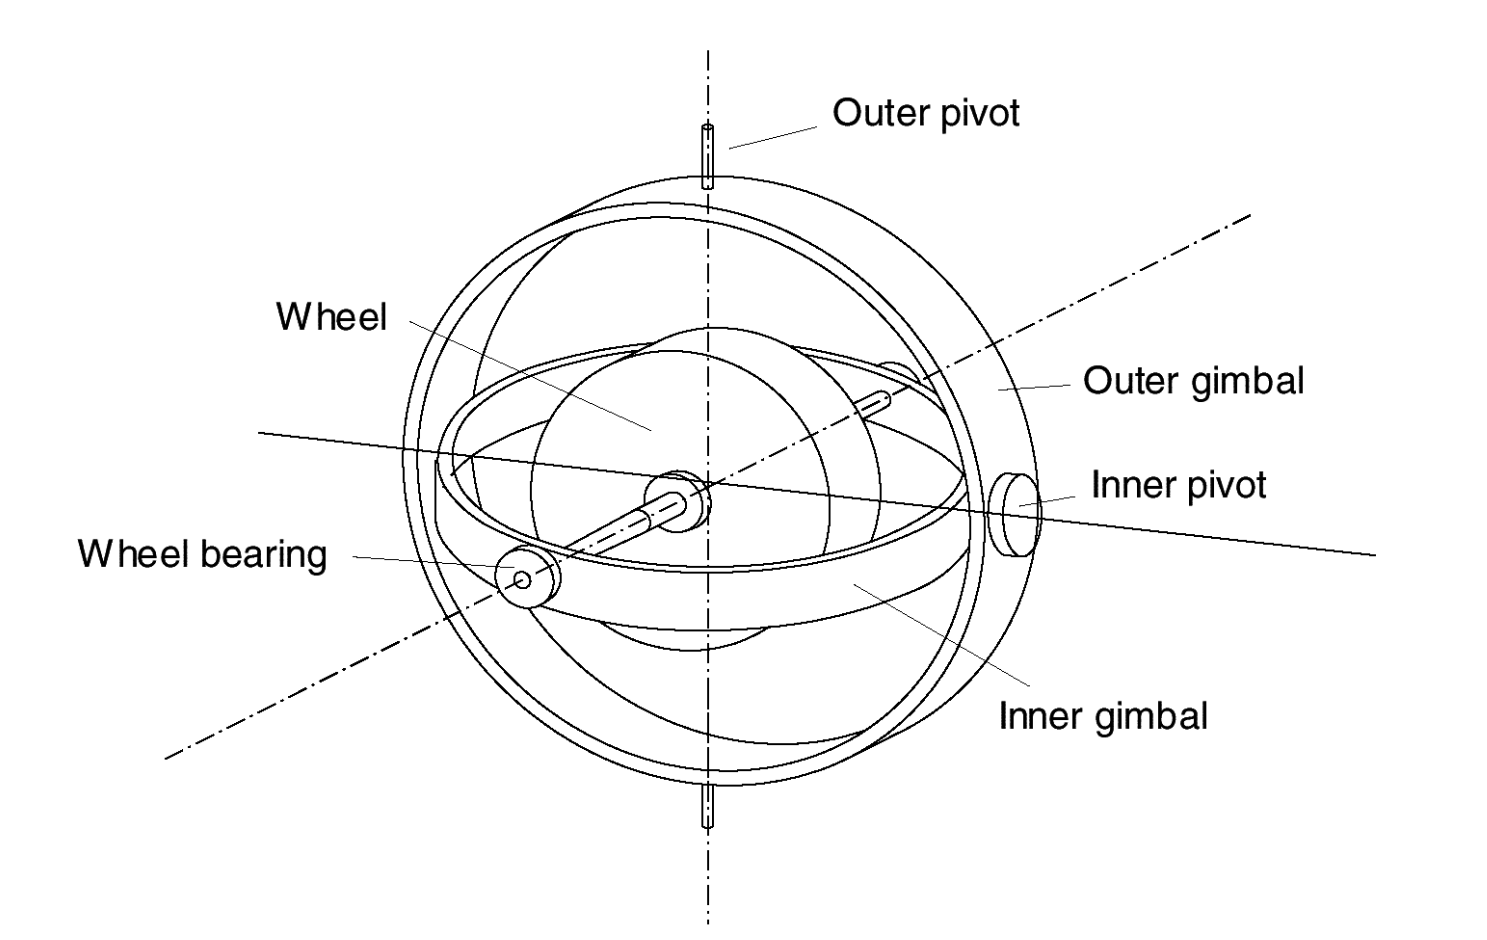 Outer pivot
Wheel
Outer gimbal
Inner pivot
Wheel bearing
Inner gimbal